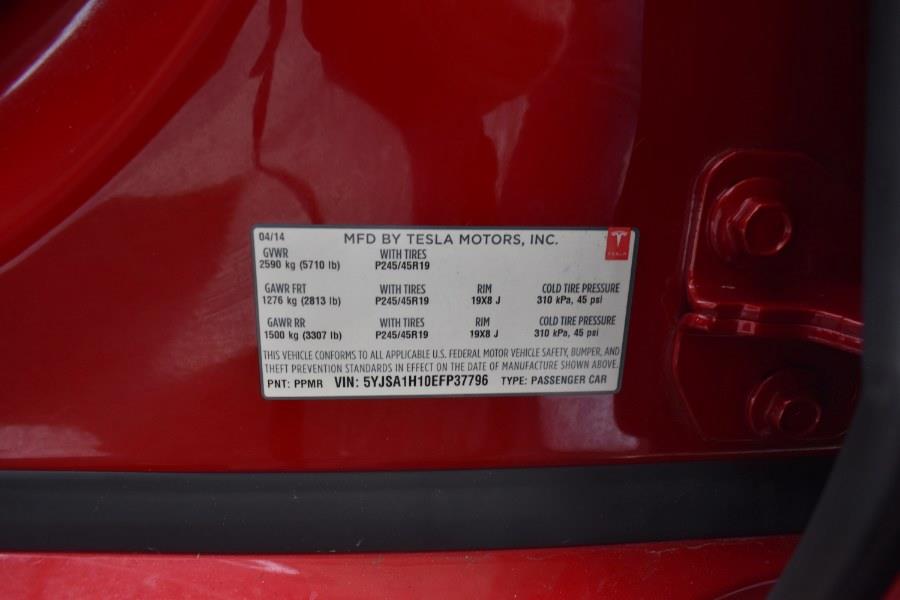 04/14 MFD BY TESLA MOTORS, INC.
GVWR WITH TIRES
2590 kg (5710 lb) P245/45R19
GAWR FRT WITH TIRES RIM COLD TIRE PRESSURE
1276 kg (2813 lb) P245/45R19 19X8 J 310 kPa, 45 psi
GAWR RR WITH TIRES RIM COLD TIRE PRESSURE
1500 kg (3307 lb) P245/45R19 19X8 J 310 kPa, 45 psi
THIS VEHICLE CONFORMS TO ALL APPLICABLE U.S. FEDERAL MOTOR VEHICLE SAFETY, BUMPER, AND
THEFT PREVENTION STANDARDS IN EFFECT ON THE DATE OF MANUFACTURE SHOWN ABOVE.
PNT: PPMR VIN: 5YJSA1H10EFP37796 TYPE: PASSENGER CAR
TESLA